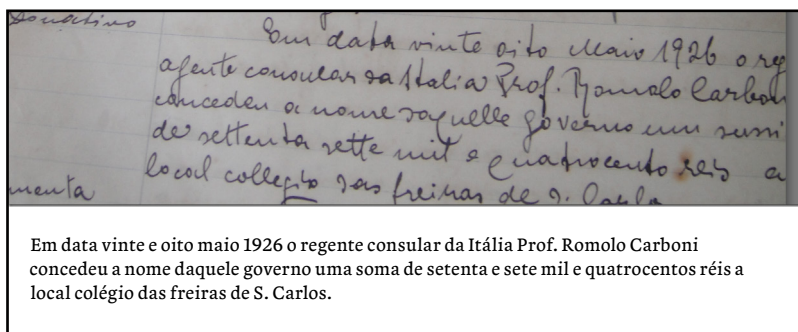 Donativo
Em data vinte oito Maio 1926 o reg
agente consular da Italia Prof. Romolo Carbon
concedeu a nome daquelle governo um sussi
de settenta sette mil e quatrocento reis a
local collegio das freiras de S. Carlo
menta
Em data vinte e oito maio 1926 o regente consular da Itália Prof. Romolo Carboni
concedeu a nome daquele governo uma soma de setenta e sete mil e quatrocentos réis a
local colégio das freiras de S. Carlos.